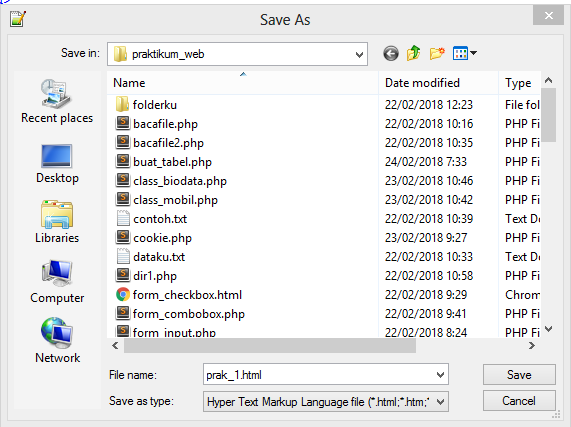 Save As
Save in: praktikum_web
Recent places
Desktop
Libraries
Computer
Network
Name Date modified Type
folderku 22/02/2018 12:23 File fol
bacafile.php 22/02/2018 10:16 PHP Fi
bacafile2.php 22/02/2018 10:35 PHP Fi
buat_tabel.php 24/02/2018 7:33 PHP Fi
class_biodata.php 23/02/2018 10:46 PHP Fi
class_mobil.php 23/02/2018 10:42 PHP Fi
contoh.txt 22/02/2018 10:39 Text Do
cookie.php 23/02/2018 9:27 PHP Fi
dataku.txt 22/02/2018 10:33 Text Do
dir1.php 22/02/2018 10:58 PHP Fi
form_checkbox.html 22/02/2018 9:29 Chrom
form_combobox.php 22/02/2018 9:41 PHP Fi
form_input.php 22/02/2018 8:24 PHP Fi
File name: prak_1.html Save
Save as type: Hyper Text Markup Language file (*.html;*.htm;* Cancel